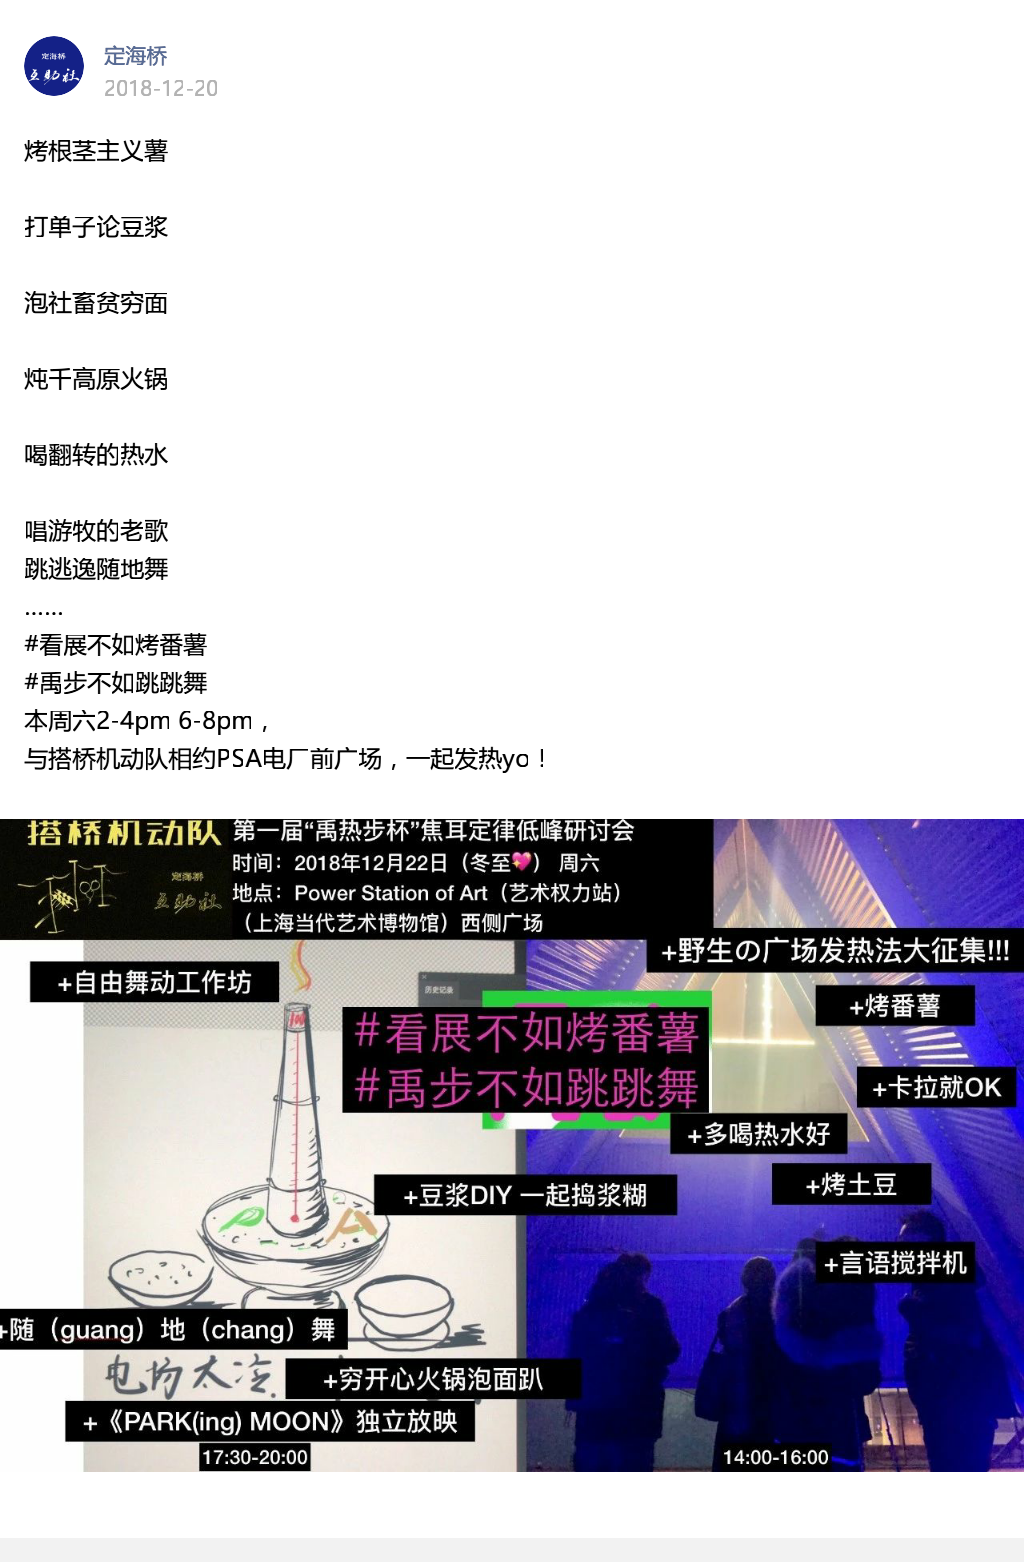 定海桥
互助社
定海桥
2018-12-20
烤根茎主义薯
打单子论豆浆
泡社畜贫穷面
炖千高原火锅
喝翻转的热水
唱游牧的老歌
跳逃逸随地舞
……
#看展不如烤番薯
#禹步不如跳跳舞
本周六2-4pm 6-8pm，
与搭桥机动队相约PSA电厂前广场，一起发热yo！
搭桥机动队
定海桥
互助社
第一届“禹热步杯”焦耳定律低峰研讨会
时间：2018年12月22日（冬至💖） 周六
地点：Power Station of Art（艺术权力站）
（上海当代艺术博物馆）西侧广场
+野生の广场发热法大征集!!!
+自由舞动工作坊
历史记录
+烤番薯
#看展不如烤番薯
#禹步不如跳跳舞
+卡拉就OK
+多喝热水好
+豆浆DIY 一起捣浆糊
+烤土豆
+言语搅拌机
+随（guang）地（chang）舞
电场太冷.
+穷开心火锅泡面趴
+《PARK(ing) MOON》独立放映
17:30-20:00
14:00-16:00